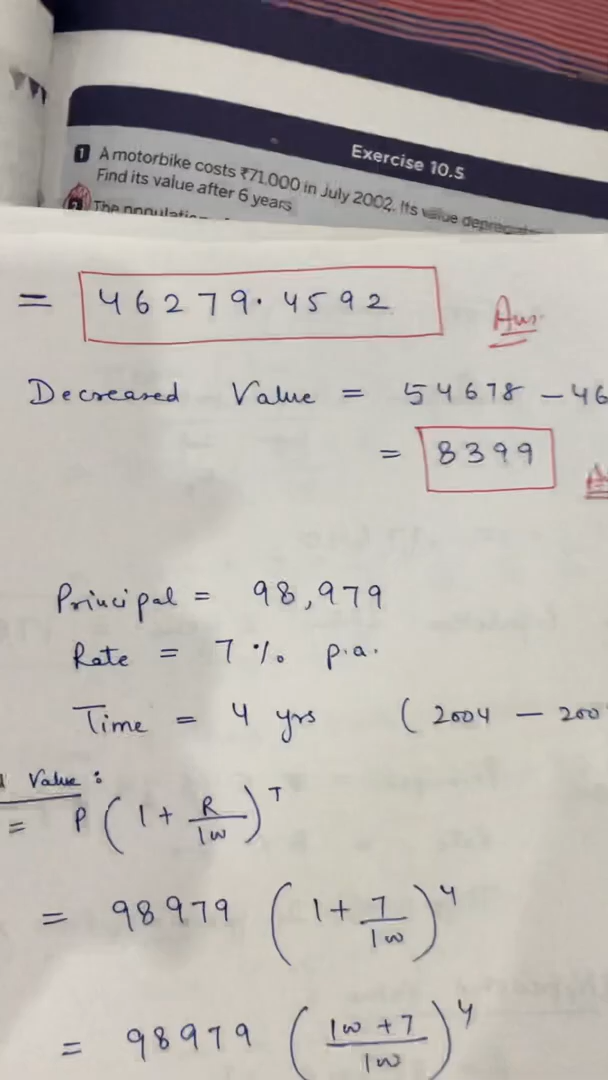 Exercise 10.5
1 A motorbike costs ₹71,000 in July 2002. Its value
Find its value after 6 years
The
= 46279.4592 Ans.
Decreased Value = 54678 - 46
= 8399
Principal = 98,979
Rate = 7 % p.a.
Time = 4 yrs ( 2004 - 200
Value :
= P ( 1 + R/100 )^T
= 98979 ( 1 + 7/100 )^4
= 98979 ( 100 + 7/100 )^4